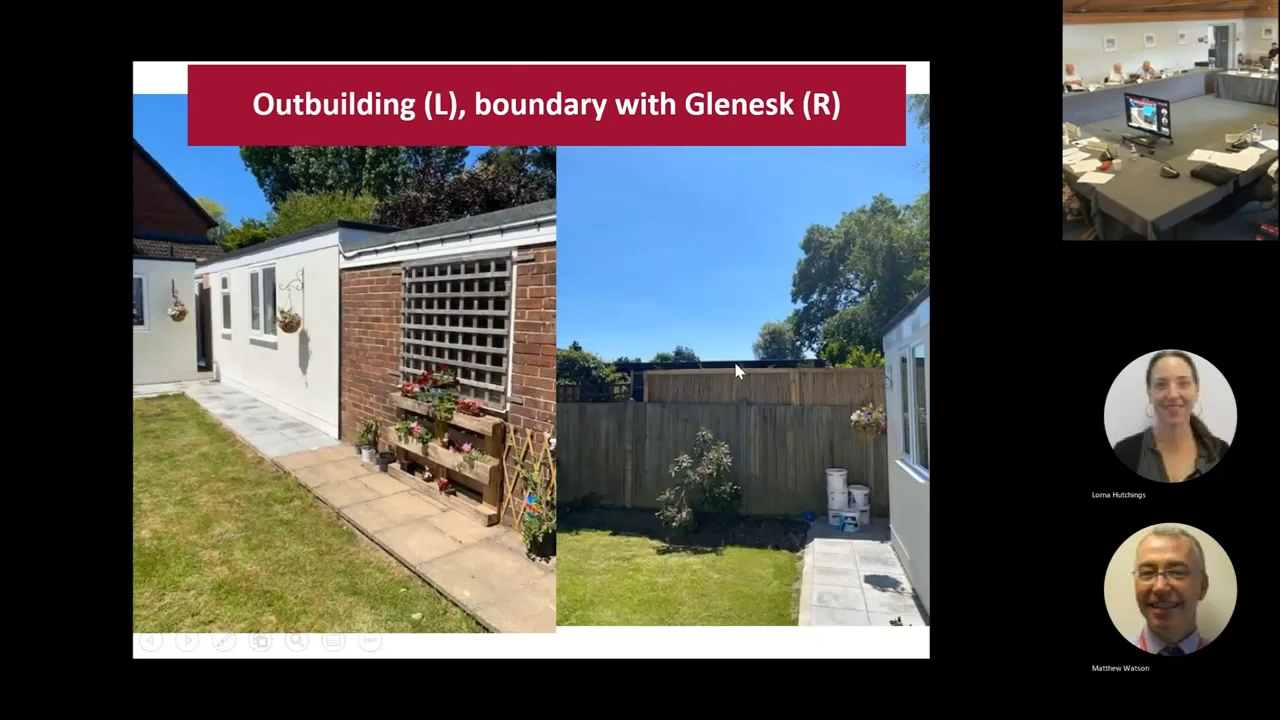 Outbuilding (L), boundary with Glenesk (R)
Lorna Hutchings
Matthew Watson